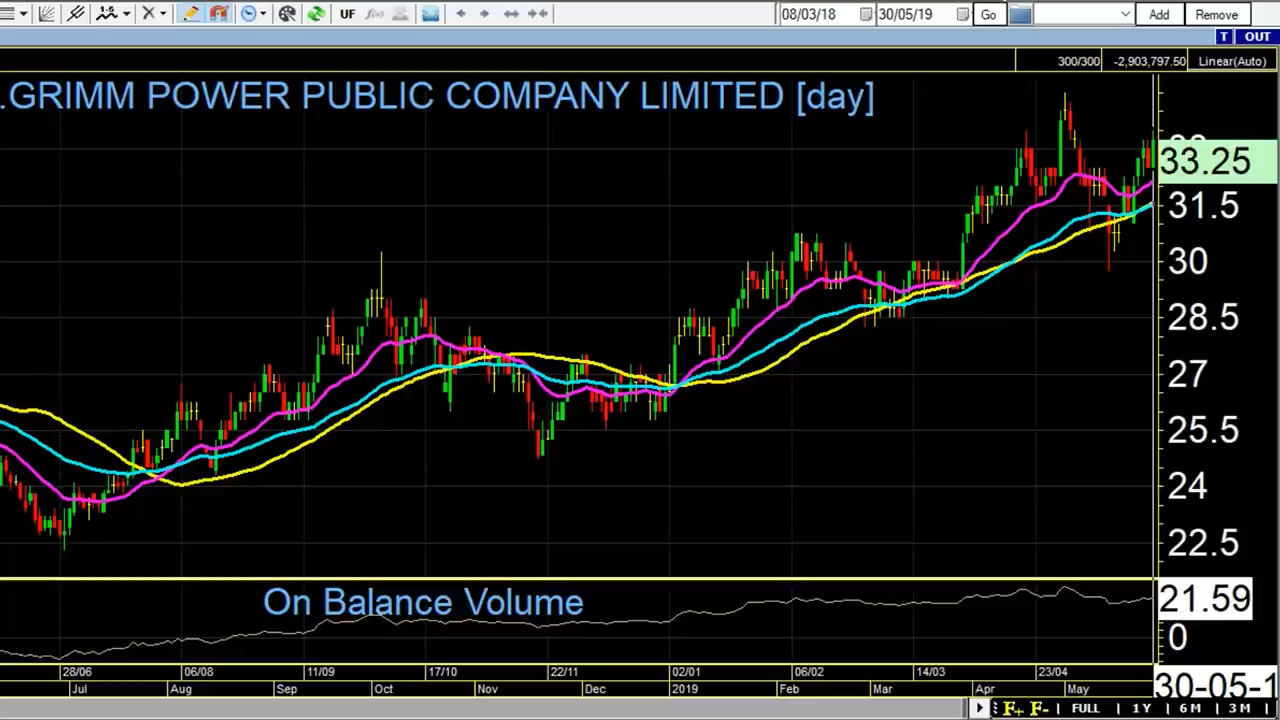 UF f(x) 08/03/18 30/05/19 Go Add Remove
T OUT
300/300 -2,903,797.50 Linear(Auto)
.GRIMM POWER PUBLIC COMPANY LIMITED [day]
33.25
31.5
30
28.5
27
25.5
24
22.5
On Balance Volume
21.59
0
28/06 06/08 11/09 17/10 22/11 02/01 06/02 14/03 23/04
Jul Aug Sep Oct Nov Dec 2019 Feb Mar Apr May
30-05-1
F+ F- FULL 1Y 6M 3M